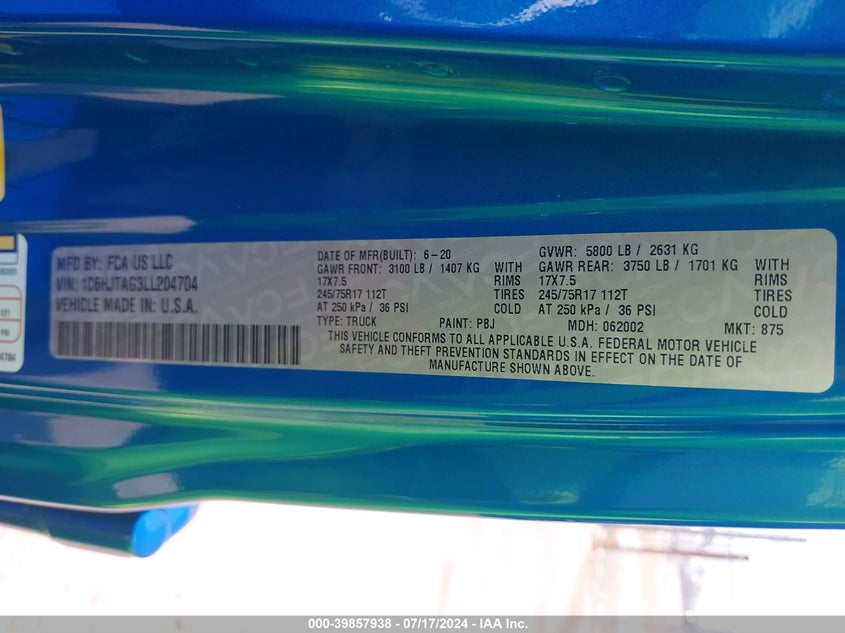 MFD BY: FCA US LLC
VIN: 1C6HJTAG3LL204704
VEHICLE MADE IN U.S.A.
DATE OF MFR(BUILT): 6-20
GAWR FRONT: 3100 LB / 1407 KG WITH
17X7.5 RIMS
245/75R17 112T TIRES
AT 250 kPa / 36 PSI COLD
GVWR: 5800 LB / 2631 KG
GAWR REAR: 3750 LB / 1701 KG WITH
17X7.5 RIMS
245/75R17 112T TIRES
AT 250 kPa / 36 PSI COLD
TYPE: TRUCK PAINT: PBJ MDH: 062002 MKT: 875
THIS VEHICLE CONFORMS TO ALL APPLICABLE U.S.A. FEDERAL MOTOR VEHICLE
SAFETY AND THEFT PREVENTION STANDARDS IN EFFECT ON THE DATE OF
MANUFACTURE SHOWN ABOVE.
12T
PSI
4704
000-39857938 - 07/17/2024 - IAA Inc.